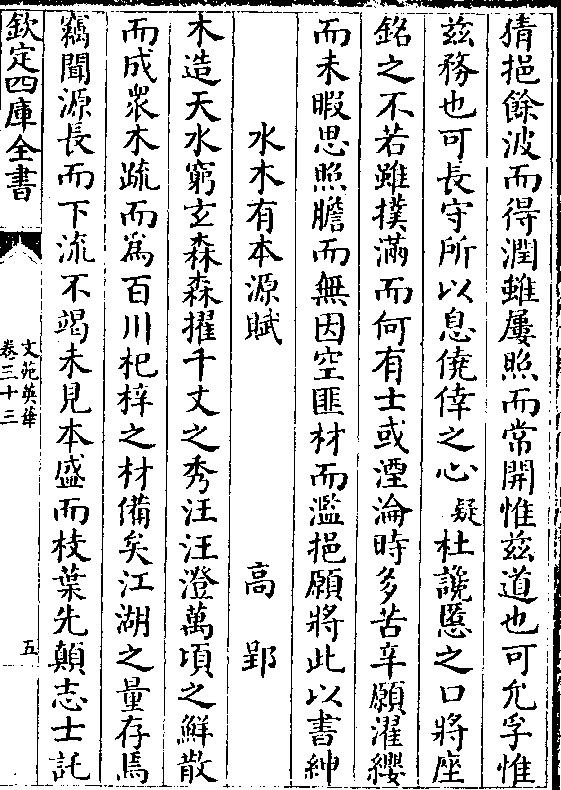 猜挹餘波而得潤雖屢照而常開惟兹道也可允孚惟
兹務也可長守所以息僥倖之心疑杜讒慝之口將座
銘之不若雖撲滿而何有士或湮淪時多苦辛願濯纓
而未暇思照膽而無因空匪材而濫挹願將此以書紳
水木有本源賦 高郢
木造天水窮玄森森擢千丈之秀汪汪澄萬頃之鮮散
而成衆木疏而爲百川杞梓之材備矣江湖之量存焉
竊聞源長而下流不竭未見本盛而枝葉先顛志士託
欽定四庫全書
文苑英華
卷三十三
五